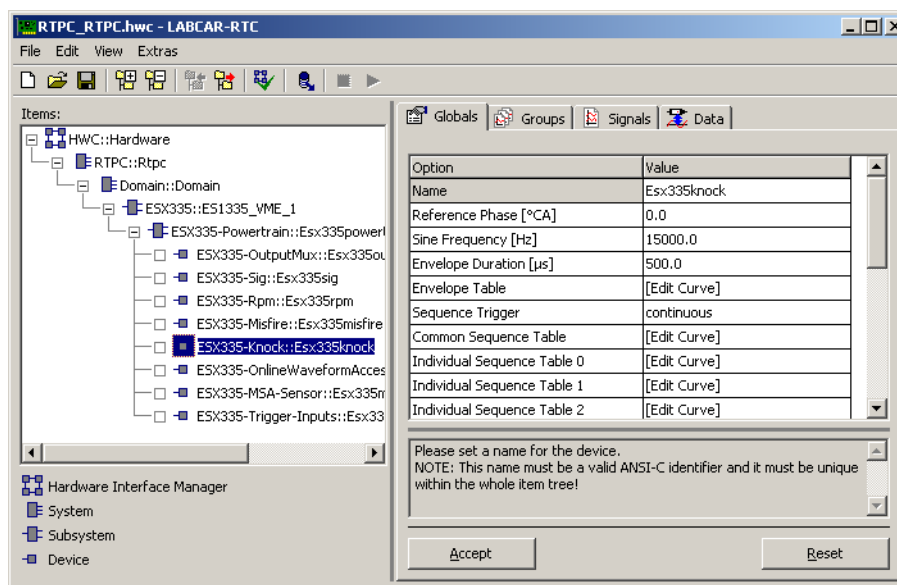 RTPC_RTPC.hwc - LABCAR-RTC
File Edit View Extras
Items:
HWC::Hardware
RTPC::Rtpc
Domain::Domain
ESX335::ES1335_VME_1
ESX335-Powertrain::Esx335power
ESX335-OutputMux::Esx335ou
ESX335-Sig::Esx335sig
ESX335-Rpm::Esx335rpm
ESX335-Misfire::Esx335misfire
ESX335-Knock::Esx335knock
ESX335-OnlineWaveformAcces
ESX335-MSA-Sensor::Esx335m
ESX335-Trigger-Inputs::Esx33
Hardware Interface Manager
System
Subsystem
Device
Globals Groups Signals Data
Option Value
Name Esx335knock
Reference Phase [°CA] 0.0
Sine Frequency [Hz] 15000.0
Envelope Duration [µs] 500.0
Envelope Table [Edit Curve]
Sequence Trigger continuous
Common Sequence Table [Edit Curve]
Individual Sequence Table 0 [Edit Curve]
Individual Sequence Table 1 [Edit Curve]
Individual Sequence Table 2 [Edit Curve]
Please set a name for the device.
NOTE: This name must be a valid ANSI-C identifier and it must be unique
within the whole item tree!
Accept Reset